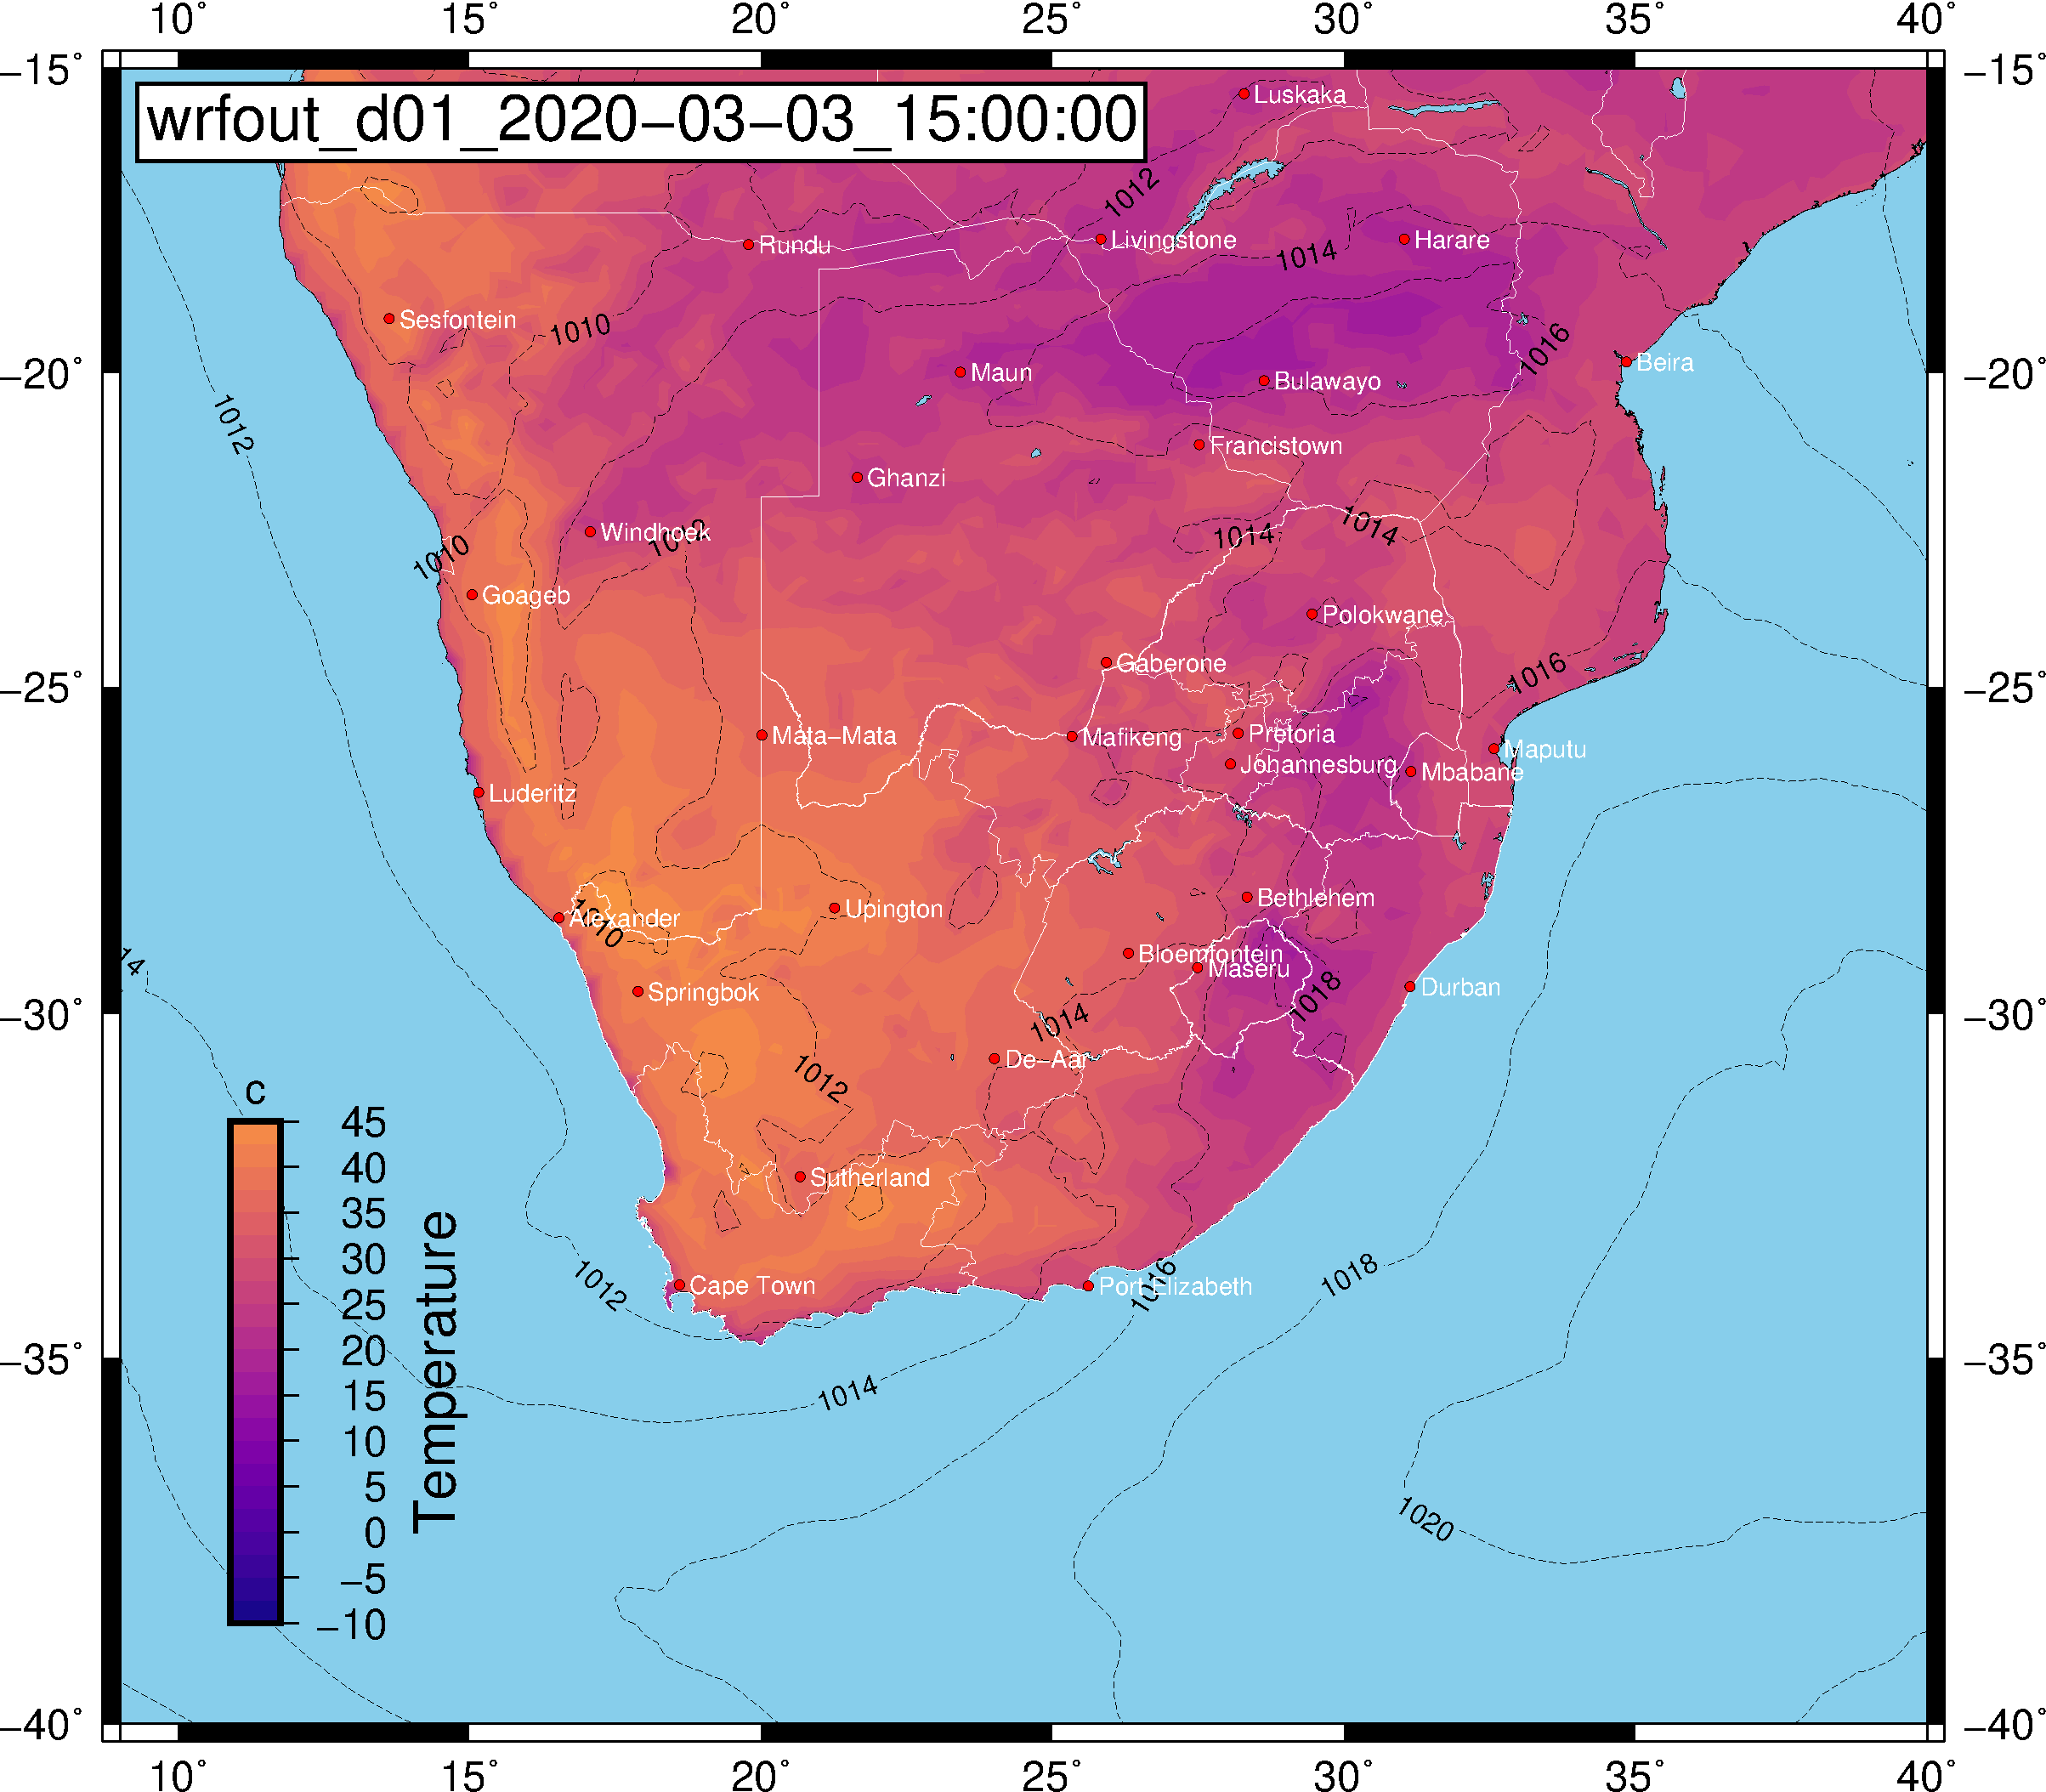 10° 15° 20° 25° 30° 35° 40°
−15° −15°
wrfout_d01_2020−03−03_15:00:00
Luskaka
1012
Rundu
Livingstone
Harare
1014
Sesfontein
1010
1016
Beira
−20° −20°
Maun
Bulawayo
1012
Francistown
Ghanzi
Windhoek
1012
1014
1014
1010
Goageb
Polokwane
Gaberone
1016
−25° −25°
Mata−Mata
Mafikeng
Pretoria
Maputu
Johannesburg
Mbabane
Luderitz
Bethlehem
Upington
Alexander
1010
Bloemfontein
Maseru
14
Springbok
1018
Durban
−30° −30°
1014
De−Aar
1012
Sutherland
1012
Cape Town
1016
Port Elizabeth
1018
−35° −35°
1014
1020
c
45
40
35
30
25
20
15
10
5
0
−5
−10
Temperature
−40° −40°
10° 15° 20° 25° 30° 35° 40°